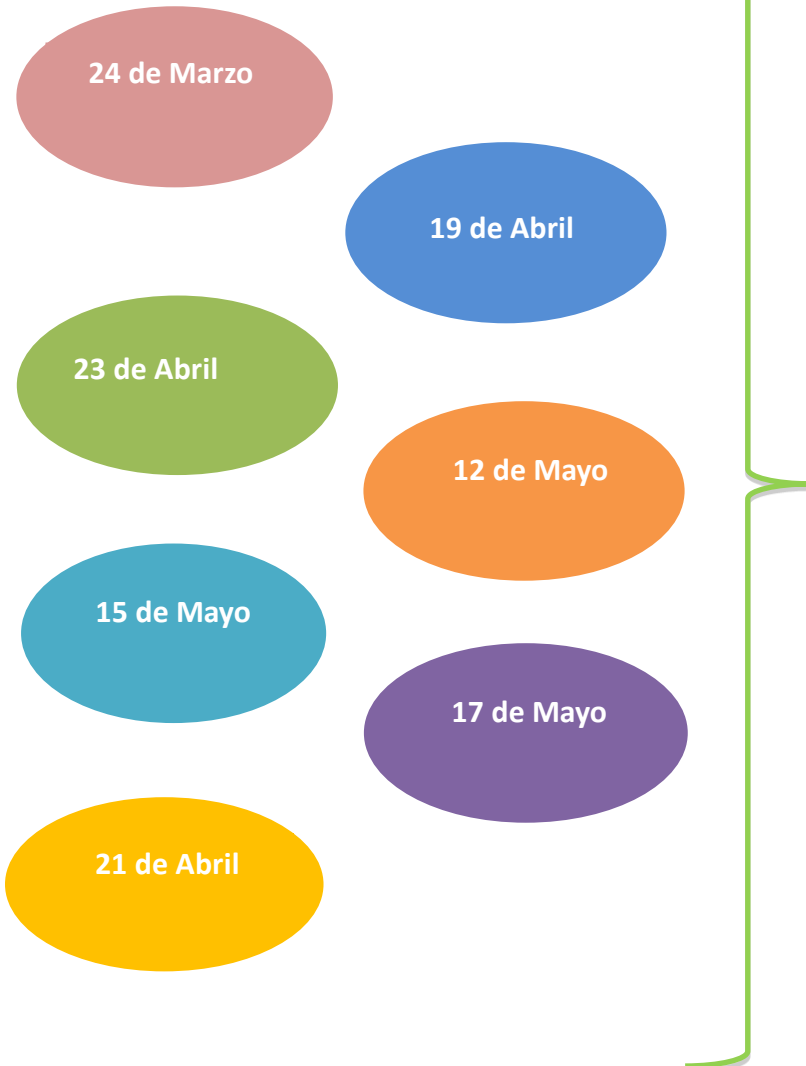 24 de Marzo
19 de Abril
23 de Abril
12 de Mayo
15 de Mayo
17 de Mayo
21 de Abril